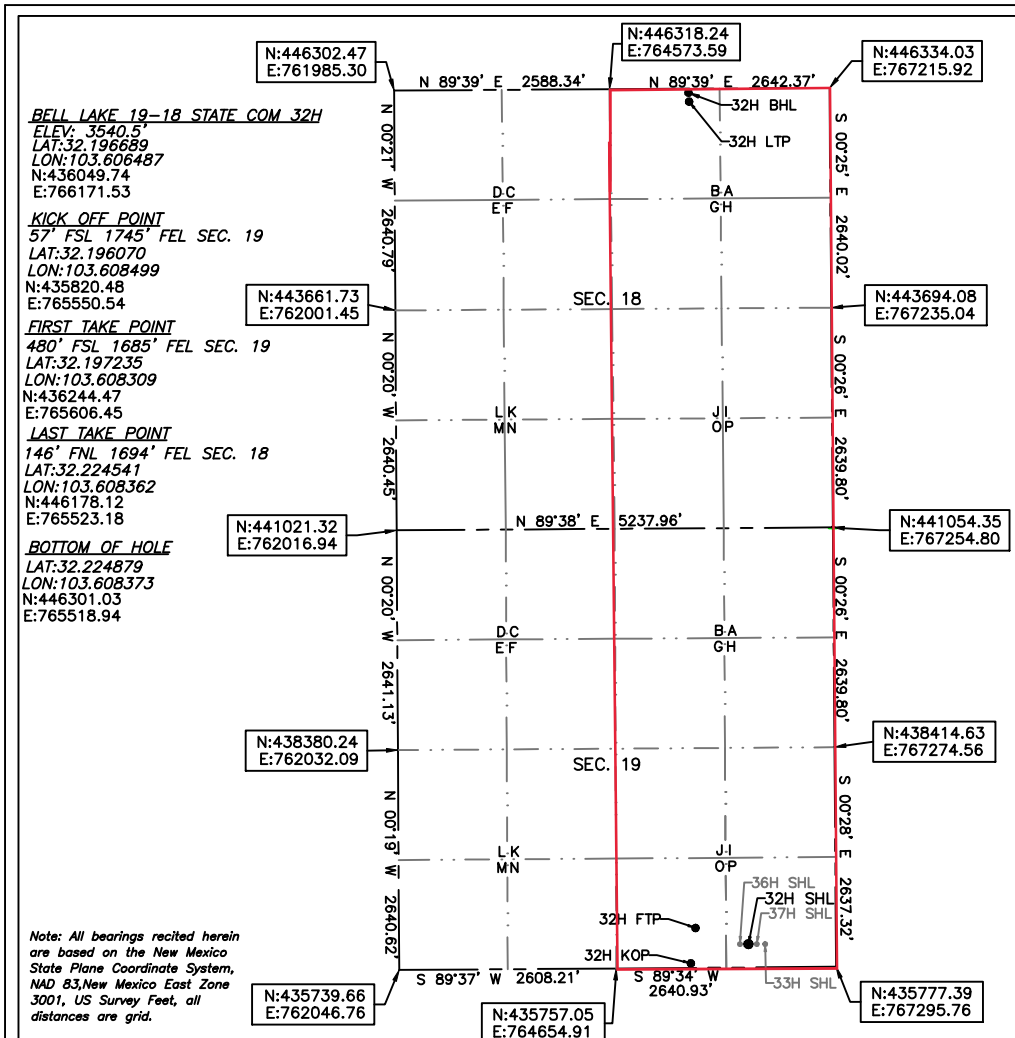 N:446302.47
E:761985.30
N:446318.24
E:764573.59
N:446334.03
E:767215.92
N 89°39' E 2588.34'
N 89°39' E 2642.37'
32H BHL
32H LTP
BELL LAKE 19-18 STATE COM 32H
ELEV: 3540.5'
LAT:32.196689
LON:103.606487
N:436049.74
E:766171.53
KICK OFF POINT
57' FSL 1745' FEL SEC. 19
LAT:32.196070
LON:103.608499
N:435820.48
E:765550.54
FIRST TAKE POINT
480' FSL 1685' FEL SEC. 19
LAT:32.197235
LON:103.608309
N:436244.47
E:765606.45
LAST TAKE POINT
146' FNL 1694' FEL SEC. 18
LAT:32.224541
LON:103.608362
N:446178.12
E:765523.18
BOTTOM OF HOLE
LAT:32.224879
LON:103.608373
N:446301.03
E:765518.94
N 00°21' W 2640.79'
S 00°25' E 2640.02'
D C
E F
B A
G H
N:443661.73
E:762001.45
SEC. 18
N:443694.08
E:767235.04
N 00°20' W 2640.45'
S 00°26' E 2639.80'
L K
M N
J I
O P
N:441021.32
E:762016.94
N 89°38' E 5237.96'
N:441054.35
E:767254.80
N 00°20' W 2641.13'
S 00°26' E 2639.80'
D C
E F
B A
G H
N:438380.24
E:762032.09
SEC. 19
N:438414.63
E:767274.56
N 00°19' W 2640.62'
S 00°28' E 2637.32'
L K
M N
J I
O P
36H SHL
32H SHL
37H SHL
33H SHL
32H FTP
32H KOP
S 89°37' W 2608.21'
S 89°34' W
2640.93'
N:435739.66
E:762046.76
N:435757.05
E:764654.91
N:435777.39
E:767295.76
Note: All bearings recited herein
are based on the New Mexico
State Plane Coordinate System,
NAD 83,New Mexico East Zone
3001, US Survey Feet, all
distances are grid.